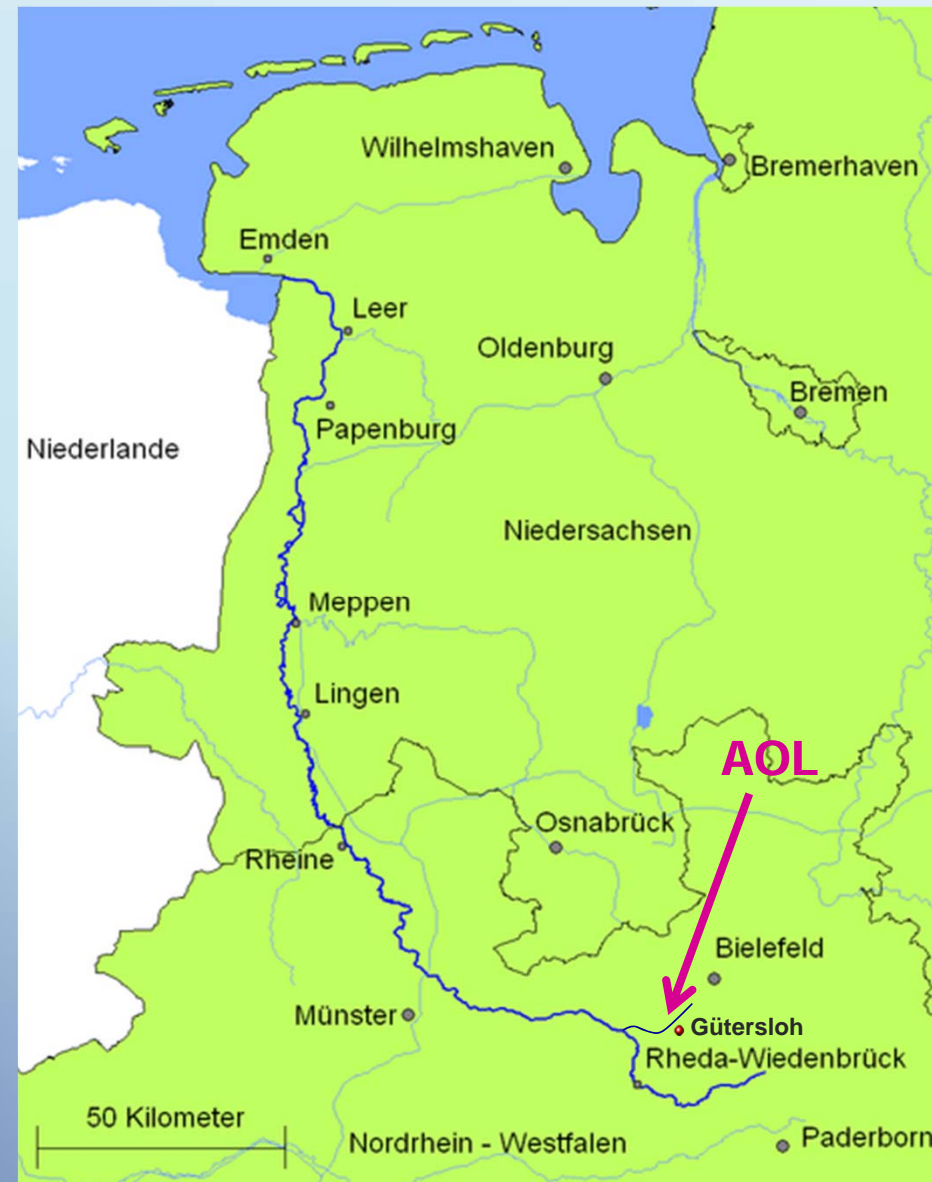 Wilhelmshaven
Bremerhaven
Emden
Leer
Oldenburg
Bremen
Papenburg
Niederlande
Niedersachsen
Meppen
Lingen
AOL
Osnabrück
Rheine
Bielefeld
Münster
Gütersloh
Rheda-Wiedenbrück
50 Kilometer
Nordrhein - Westfalen
Paderborn